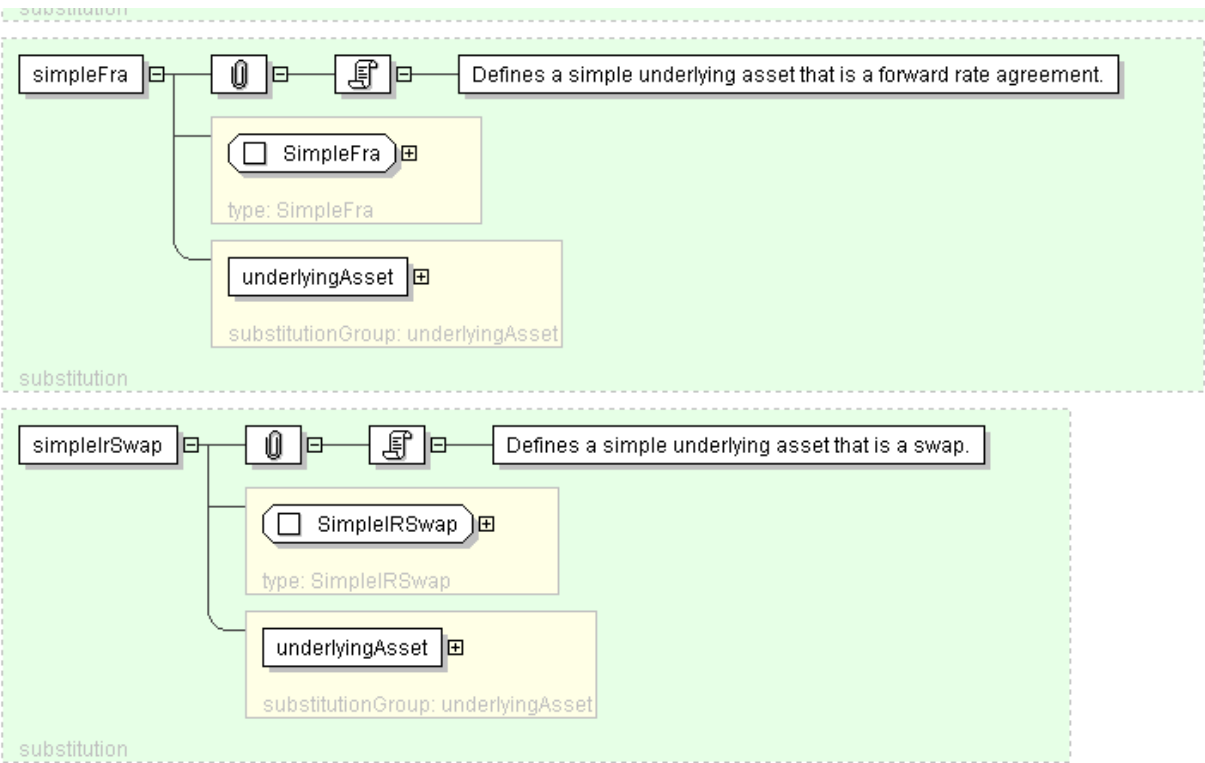 substitution
simpleFra
Defines a simple underlying asset that is a forward rate agreement.
SimpleFra
type: SimpleFra
underlyingAsset
substitutionGroup: underlyingAsset
substitution
simpleIrSwap
Defines a simple underlying asset that is a swap.
SimpleIRSwap
type: SimpleIRSwap
underlyingAsset
substitutionGroup: underlyingAsset
substitution